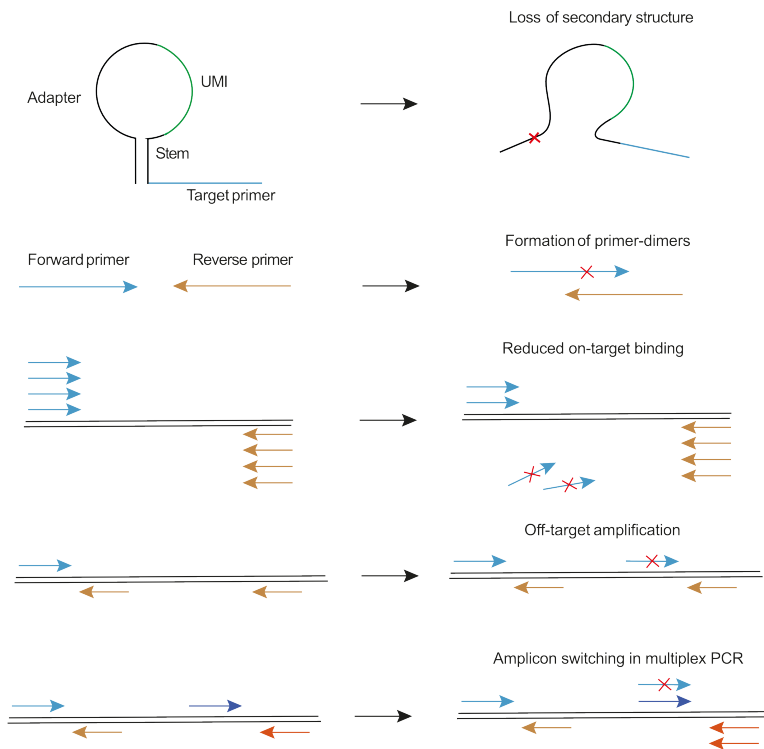 Loss of secondary structure
Adapter
UMI
Stem
Target primer
Forward primer
Reverse primer
Formation of primer-dimers
Reduced on-target binding
Off-target amplification
Amplicon switching in multiplex PCR